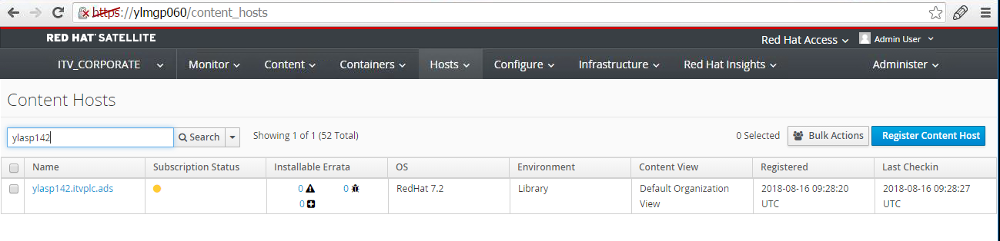 https://ylmgp060/content_hosts
RED HAT SATELLITE
Red Hat Access
Admin User
ITV_CORPORATE Monitor Content Containers Hosts Configure Infrastructure Red Hat Insights Administer
Content Hosts
ylasp142 Search Showing 1 of 1 (52 Total) 0 Selected Bulk Actions Register Content Host
Name Subscription Status Installable Errata OS Environment Content View Registered Last Checkin
ylasp142.itvplc.ads 0 0 RedHat 7.2 Library Default Organization 2018-08-16 09:28:20 2018-08-16 09:28:27
0 View UTC UTC